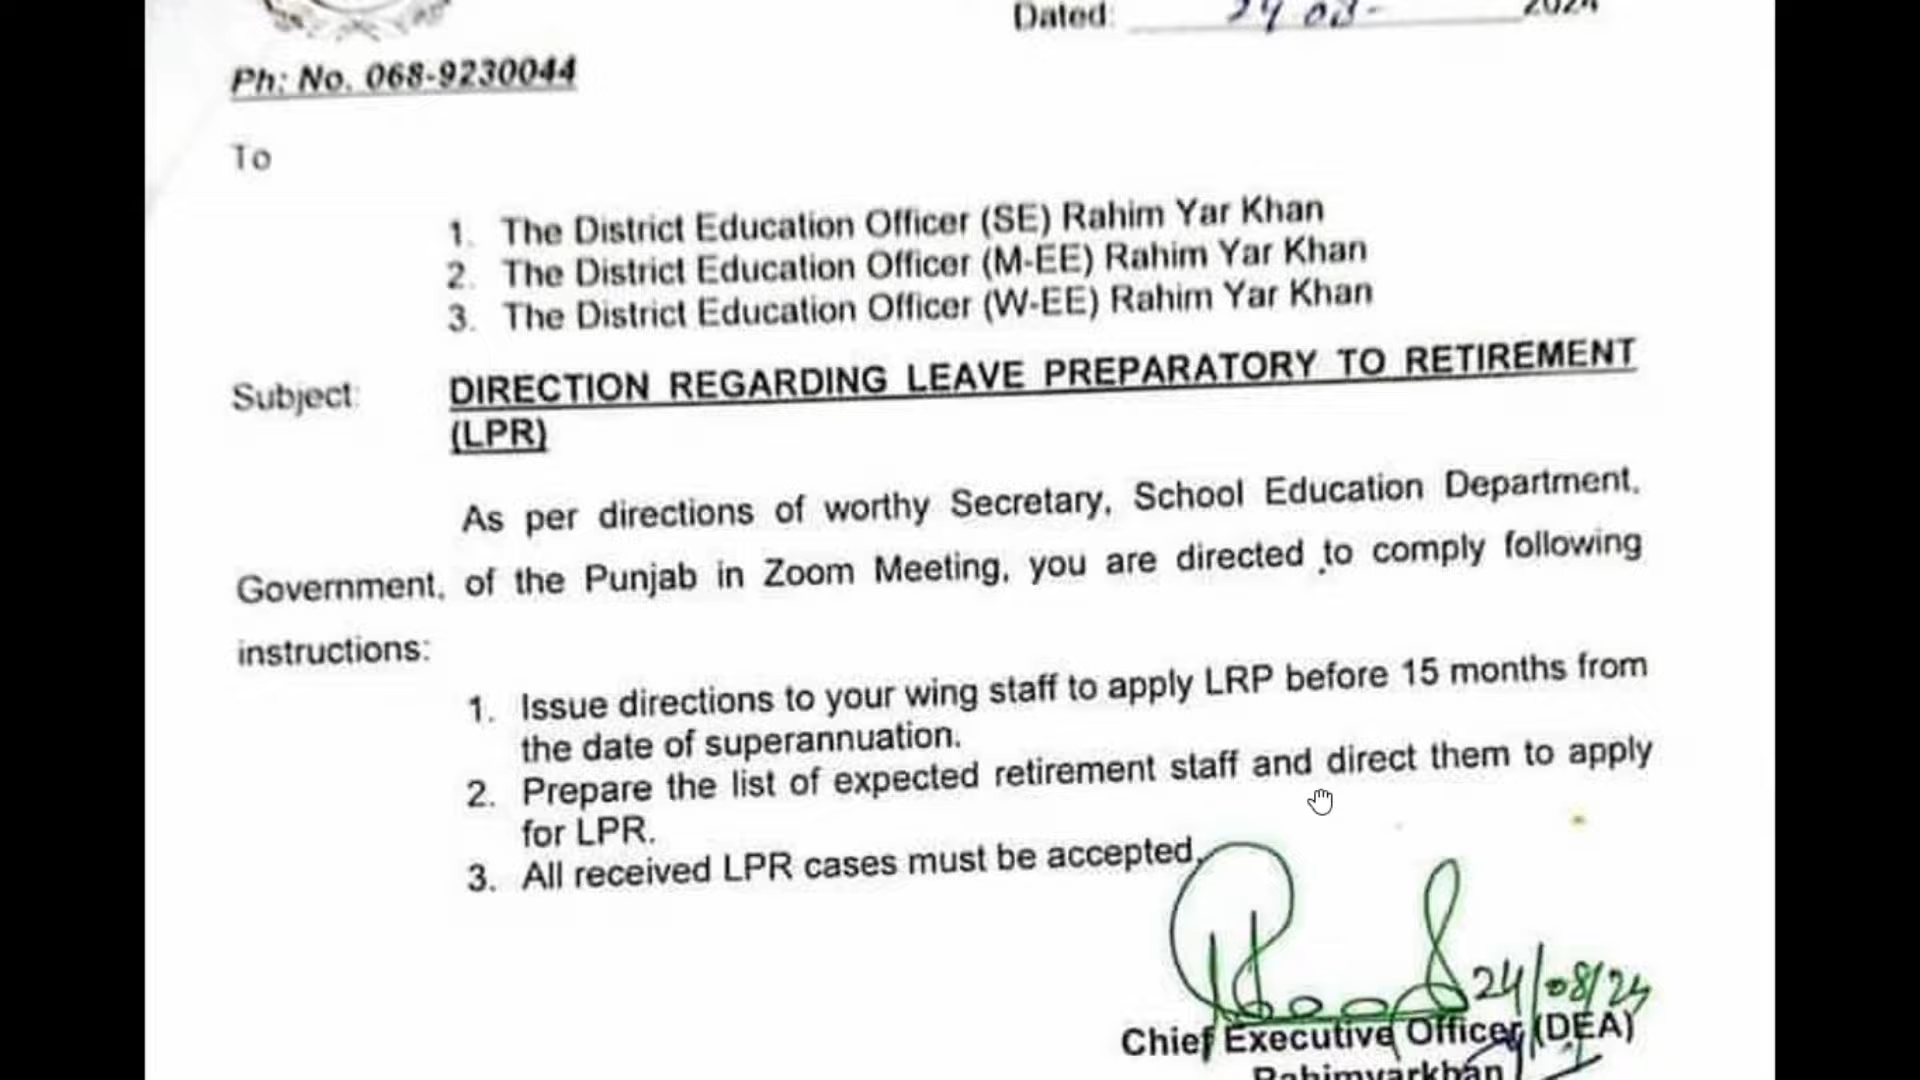 Dated: 24 08- 2024
Ph: No. 068-9230044
To
1. The District Education Officer (SE) Rahim Yar Khan
2. The District Education Officer (M-EE) Rahim Yar Khan
3. The District Education Officer (W-EE) Rahim Yar Khan
Subject: DIRECTION REGARDING LEAVE PREPARATORY TO RETIREMENT
(LPR)
As per directions of worthy Secretary, School Education Department,
Government, of the Punjab in Zoom Meeting, you are directed to comply following
instructions:
1. Issue directions to your wing staff to apply LRP before 15 months from
the date of superannuation.
2. Prepare the list of expected retirement staff and direct them to apply
for LPR.
3. All received LPR cases must be accepted.
24/08/24
Chief Executive Officer (DEA)
Rahimyarkhan